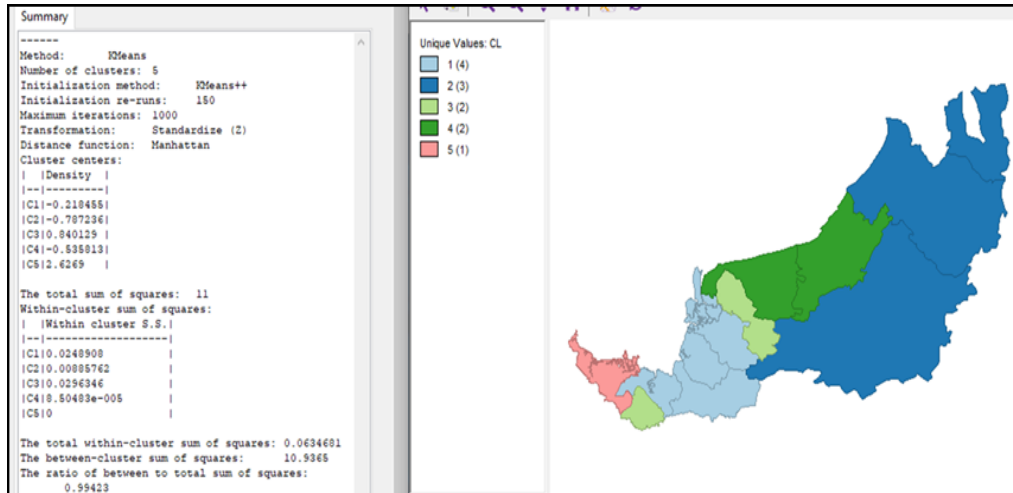 Summary
------
Method: KMeans
Number of clusters: 5
Initialization method: KMeans++
Initialization re-runs: 150
Maximum iterations: 1000
Transformation: Standardize (Z)
Distance function: Manhattan
Cluster centers:
| |Density |
|--|---------|
|C1|-0.218455|
|C2|-0.787236|
|C3|0.840129 |
|C4|-0.535813|
|C5|2.6269 |
The total sum of squares: 11
Within-cluster sum of squares:
| |Within cluster S.S.|
|--|-------------------|
|C1|0.0248908 |
|C2|0.00885762 |
|C3|0.0296346 |
|C4|8.50483e-005 |
|C5|0 |
The total within-cluster sum of squares: 0.0634681
The between-cluster sum of squares: 10.9365
The ratio of between to total sum of squares:
0.99423
Unique Values: CL
1 (4)
2 (3)
3 (2)
4 (2)
5 (1)